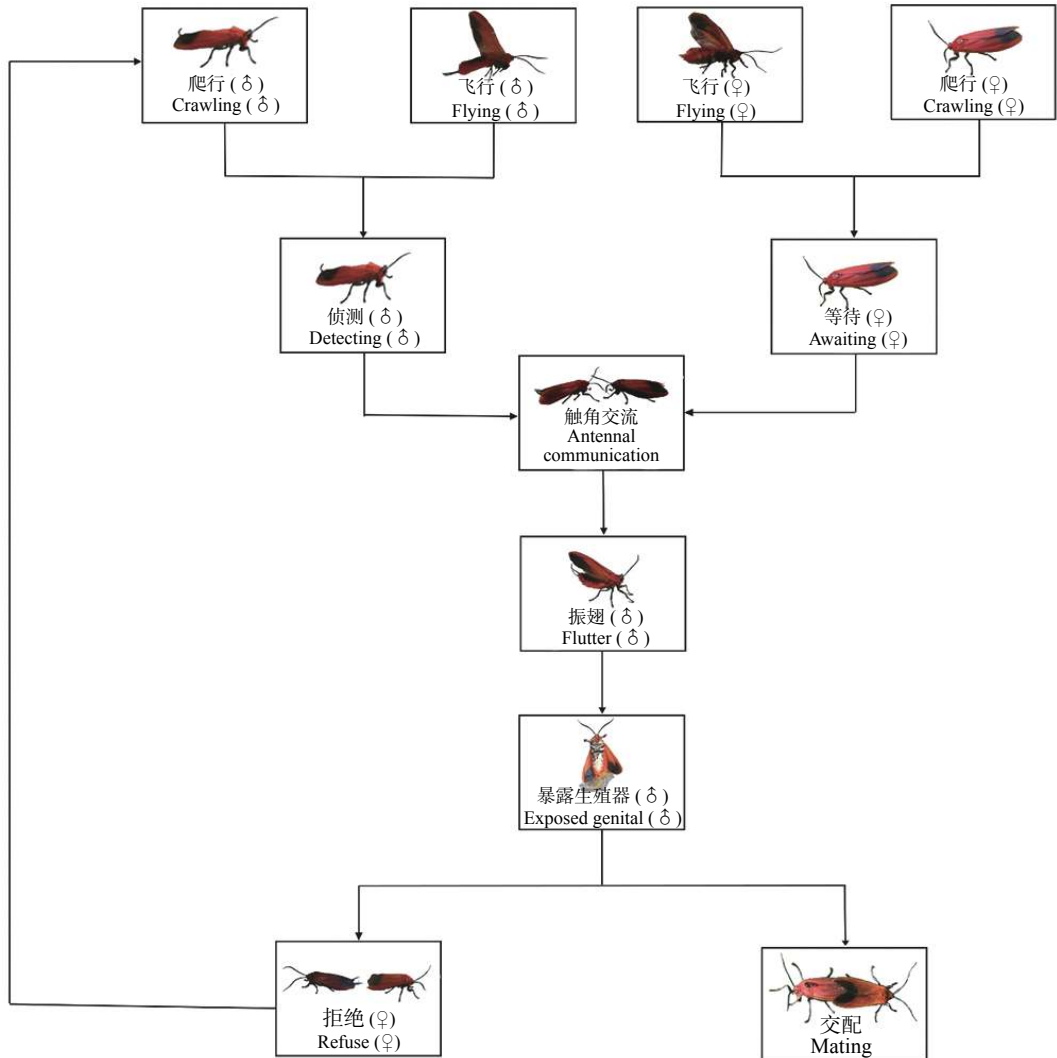 爬行 (♂)
Crawling (♂)
飞行 (♂)
Flying (♂)
飞行 (♀)
Flying (♀)
爬行 (♀)
Crawling (♀)
侦测 (♂)
Detecting (♂)
等待 (♀)
Awaiting (♀)
触角交流
Antennal
communication
振翅 (♂)
Flutter (♂)
暴露生殖器 (♂)
Exposed genital (♂)
拒绝 (♀)
Refuse (♀)
交配
Mating